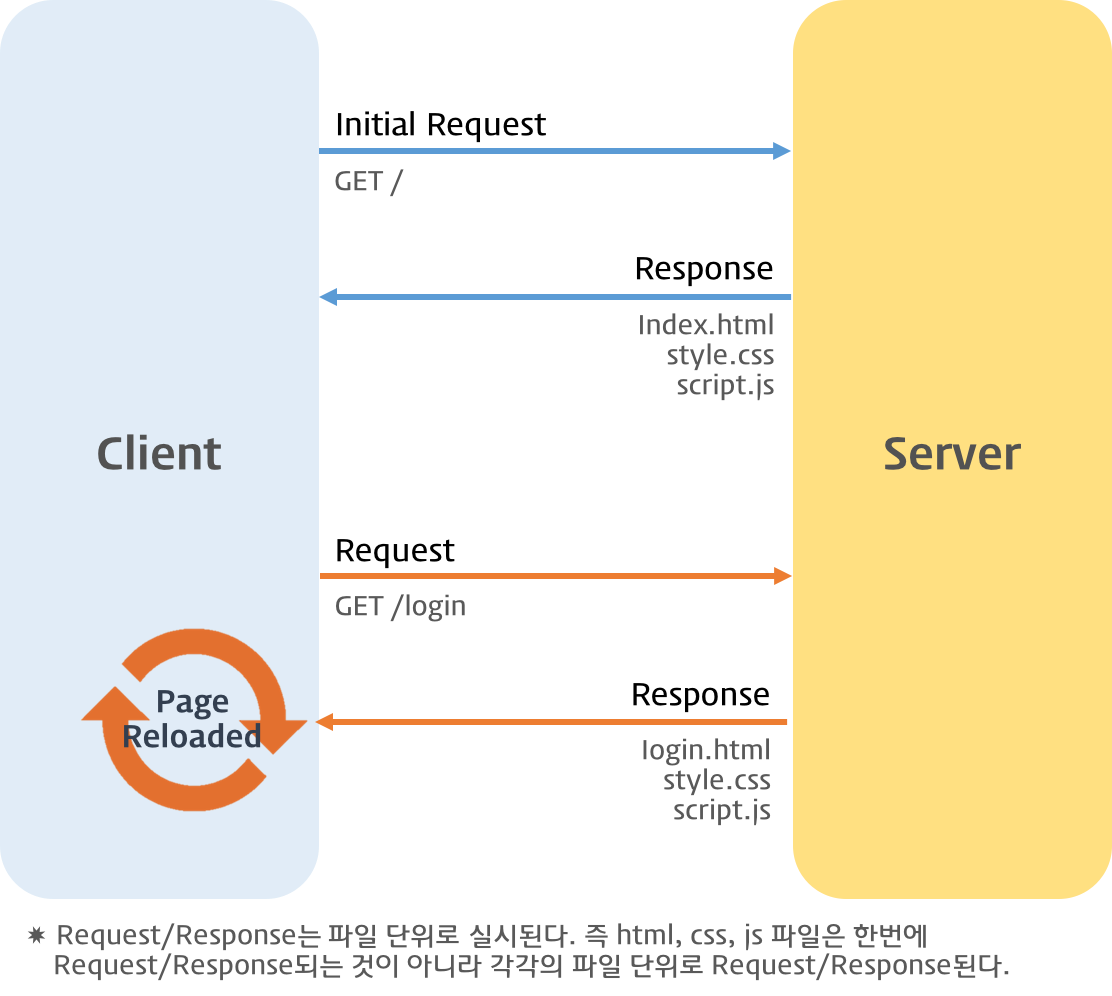 Initial Request
GET /
Response
Index.html
style.css
script.js
Client
Server
Request
GET /login
Page
Reloaded
Response
login.html
style.css
script.js
✷ Request/Response는 파일 단위로 실시된다. 즉 html, css, js 파일은 한번에
Request/Response되는 것이 아니라 각각의 파일 단위로 Request/Response된다.